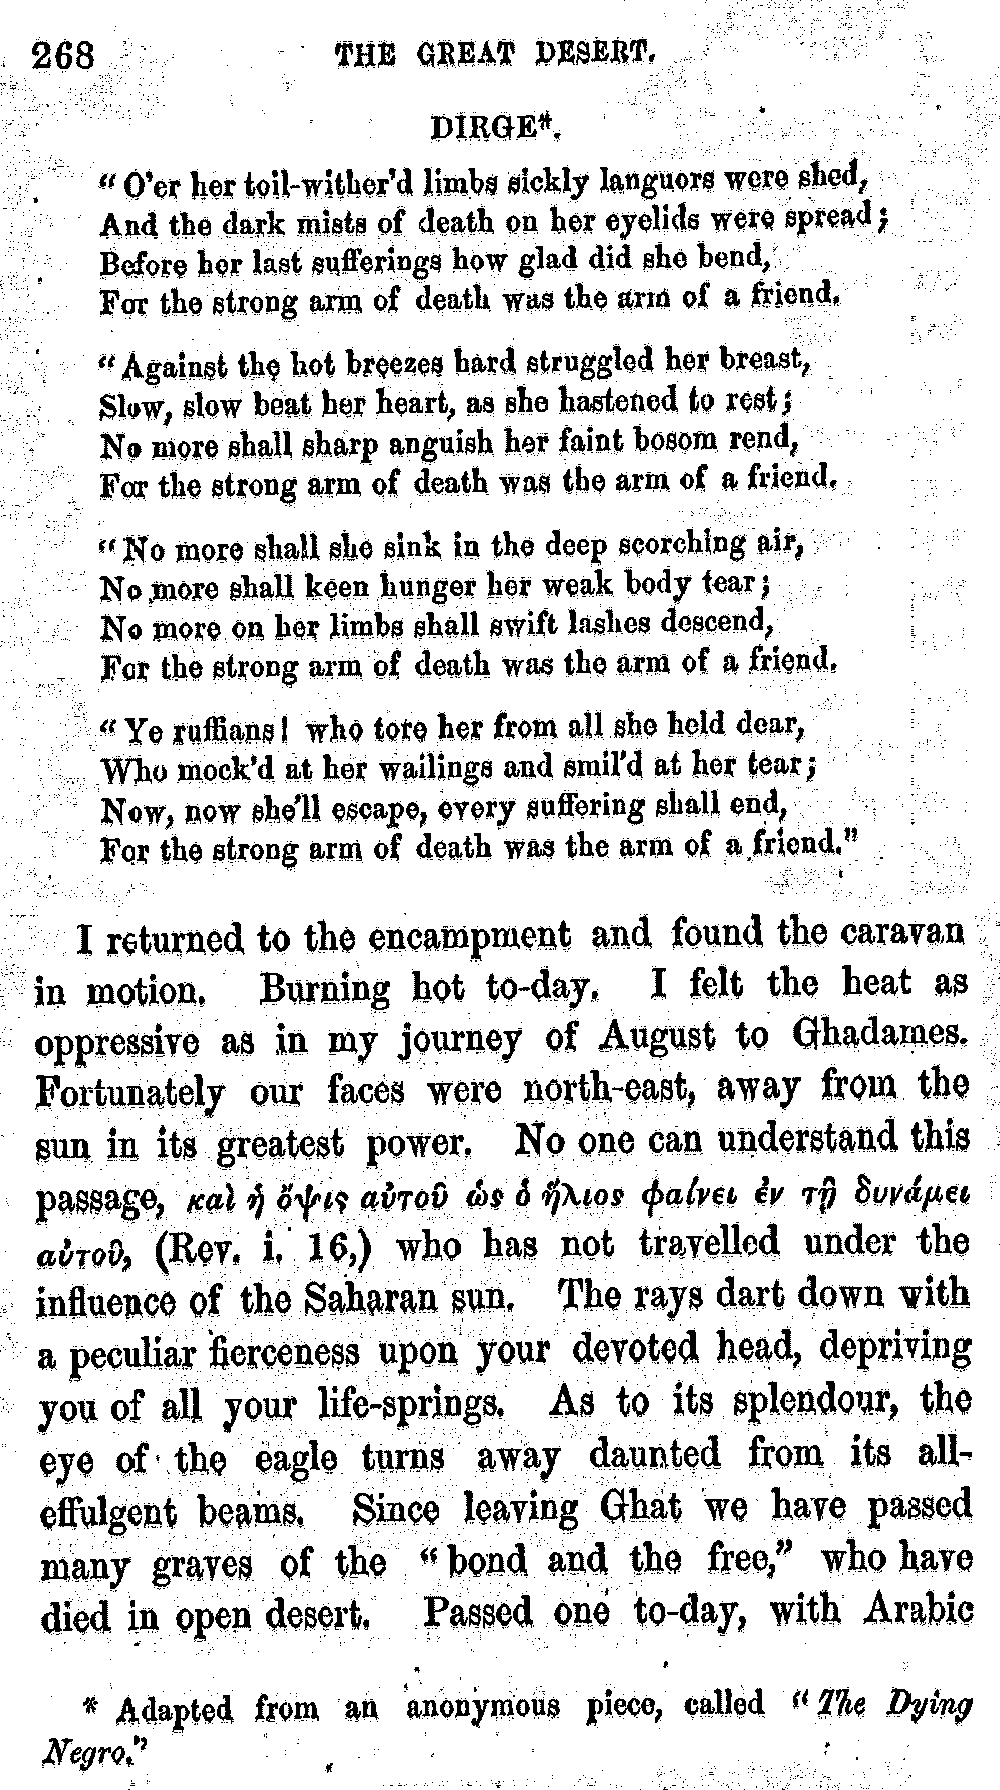 268 THE GREAT DESERT.
DIRGE*.
“O’er her toil-wither’d limbs sickly languors were shed,
And the dark mists of death on her eyelids were spread;
Before her last sufferings how glad did she bend,
For the strong arm of death was the arm of a friend.
“Against the hot breezes hard struggled her breast,
Slow, slow beat her heart, as she hastened to rest;
No more shall sharp anguish her faint bosom rend,
For the strong arm of death was the arm of a friend.
“No more shall she sink in the deep scorching air,
No more shall keen hunger her weak body tear;
No more on her limbs shall swift lashes descend,
For the strong arm of death was the arm of a friend.
“Ye ruffians! who tore her from all she held dear,
Who mock’d at her wailings and smil’d at her tear;
Now, now she’ll escape, every suffering shall end,
For the strong arm of death was the arm of a friend.”
I returned to the encampment and found the caravan
in motion. Burning hot to-day. I felt the heat as
oppressive as in my journey of August to Ghadames.
Fortunately our faces were north-east, away from the
sun in its greatest power. No one can understand this
passage, καὶ ἡ ὄψις αὐτοῦ ὡς ὁ ἥλιος φαίνει ἐν τῇ δυνάμει
αὐτοῦ, (Rev. i. 16,) who has not travelled under the
influence of the Saharan sun. The rays dart down with
a peculiar fierceness upon your devoted head, depriving
you of all your life-springs. As to its splendour, the
eye of the eagle turns away daunted from its all-
effulgent beams. Since leaving Ghat we have passed
many graves of the “bond and the free,” who have
died in open desert. Passed one to-day, with Arabic
* Adapted from an anonymous piece, called “The Dying
Negro.”